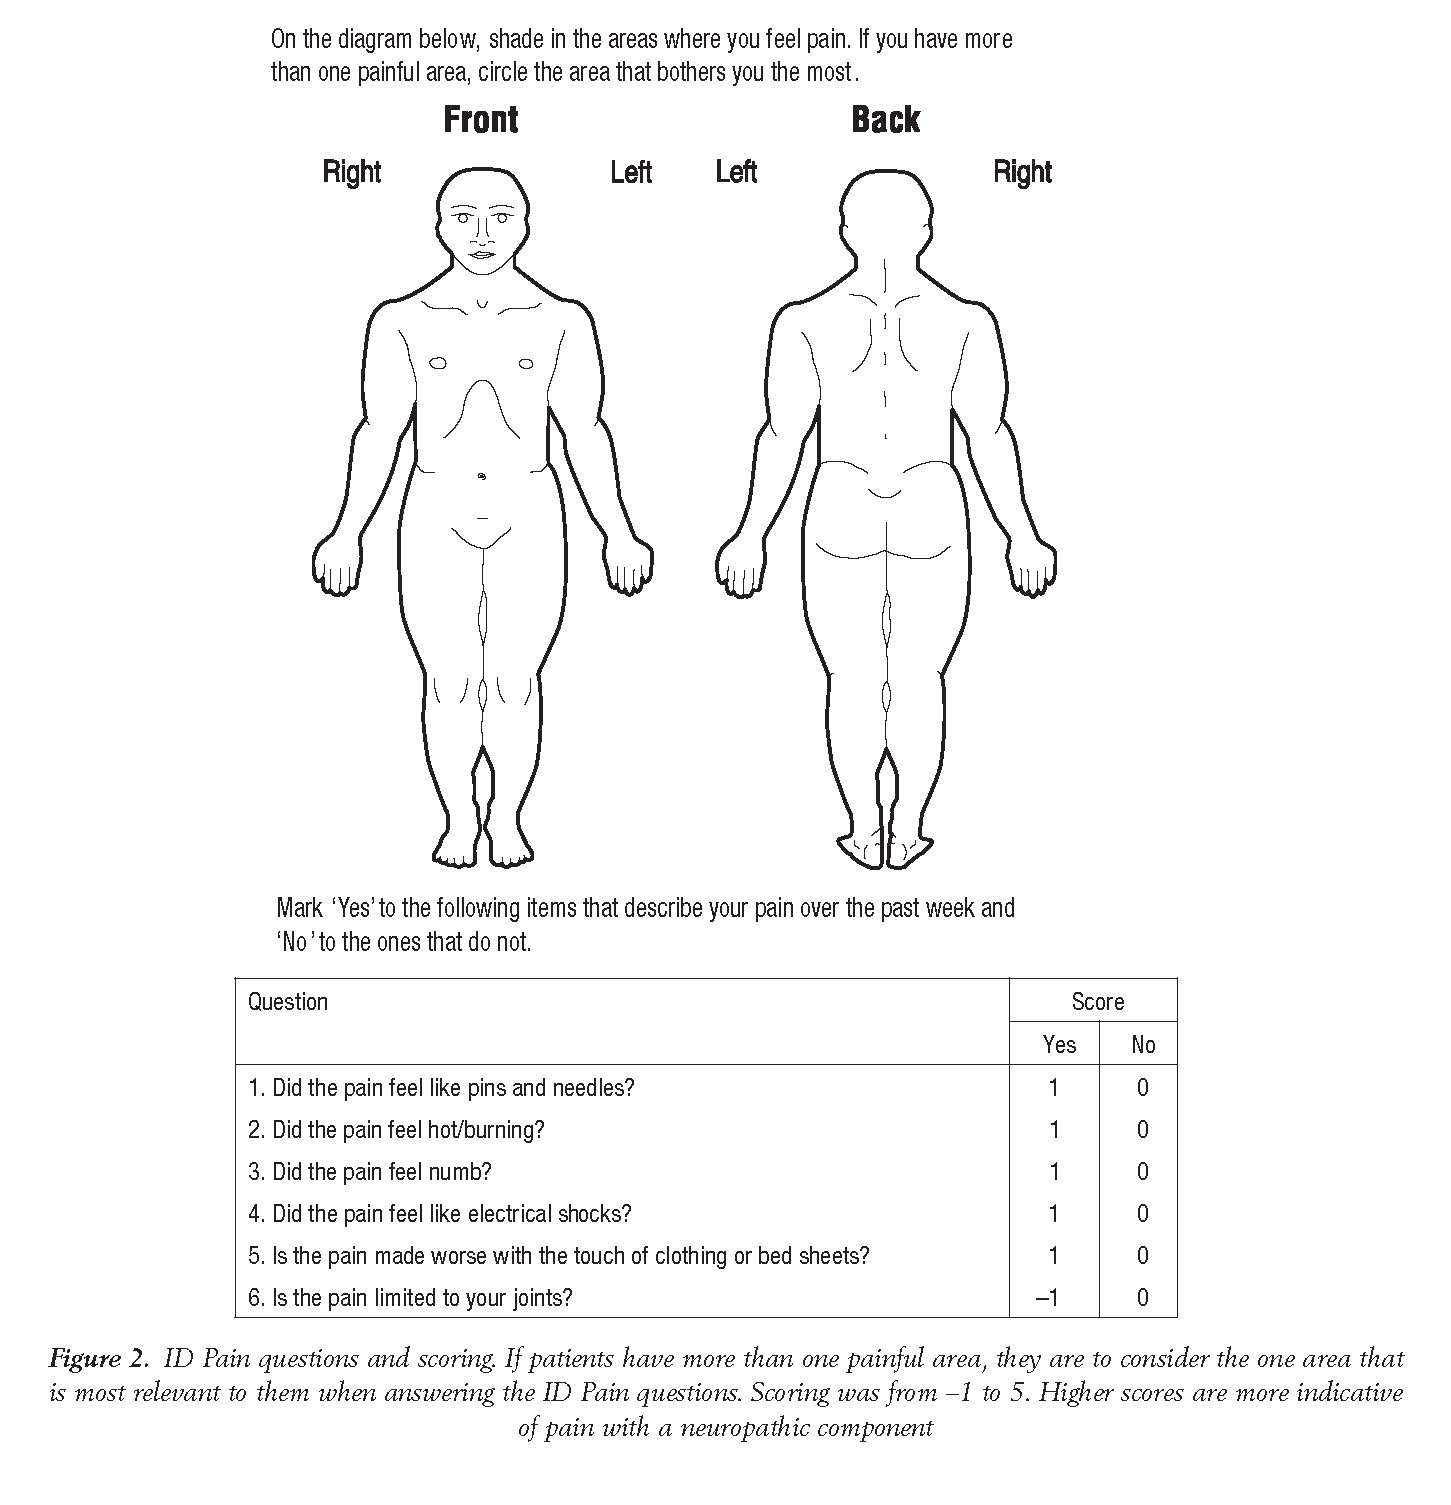 On the diagram below, shade in the areas where you feel pain. If you have more
than one painful area, circle the area that bothers you the most.
Front Back
Right Left Left Right
Mark ‘Yes’ to the following items that describe your pain over the past week and
‘No’ to the ones that do not.
Question Score
Yes No
1. Did the pain feel like pins and needles? 1 0
2. Did the pain feel hot/burning? 1 0
3. Did the pain feel numb? 1 0
4. Did the pain feel like electrical shocks? 1 0
5. Is the pain made worse with the touch of clothing or bed sheets? 1 0
6. Is the pain limited to your joints? –1 0
Figure 2. ID Pain questions and scoring. If patients have more than one painful area, they are to consider the one area that
is most relevant to them when answering the ID Pain questions. Scoring was from –1 to 5. Higher scores are more indicative
of pain with a neuropathic component